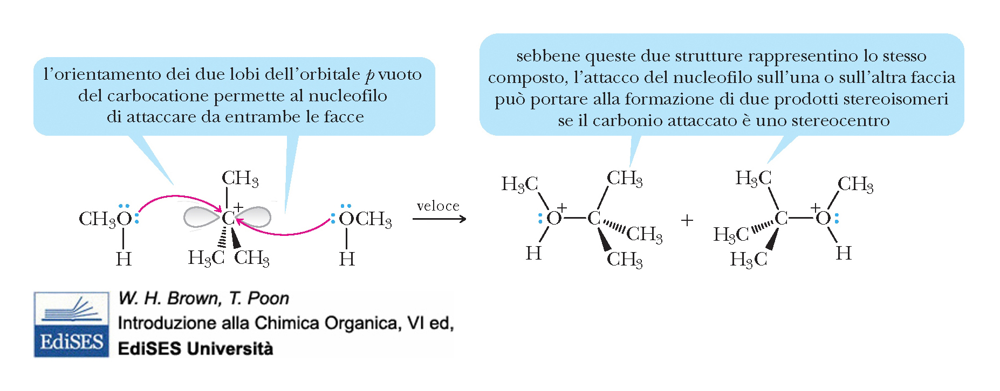 l’orientamento dei due lobi dell’orbitale p vuoto
del carbocatione permette al nucleofilo
di attaccare da entrambe le facce
sebbene queste due strutture rappresentino lo stesso
composto, l’attacco del nucleofilo sull’una o sull’altra faccia
può portare alla formazione di due prodotti stereoisomeri
se il carbonio attaccato è uno stereocentro
CH₃
CH₃O:
H
C+
H₃C CH₃
:OCH₃
H
veloce
H₃C
CH₃
:O+
C
CH₃
H
CH₃
+
H₃C
CH₃
C
+O:
H₃C
H₃C
H
EdiSES
W. H. Brown, T. Poon
Introduzione alla Chimica Organica, VI ed,
EdiSES Università